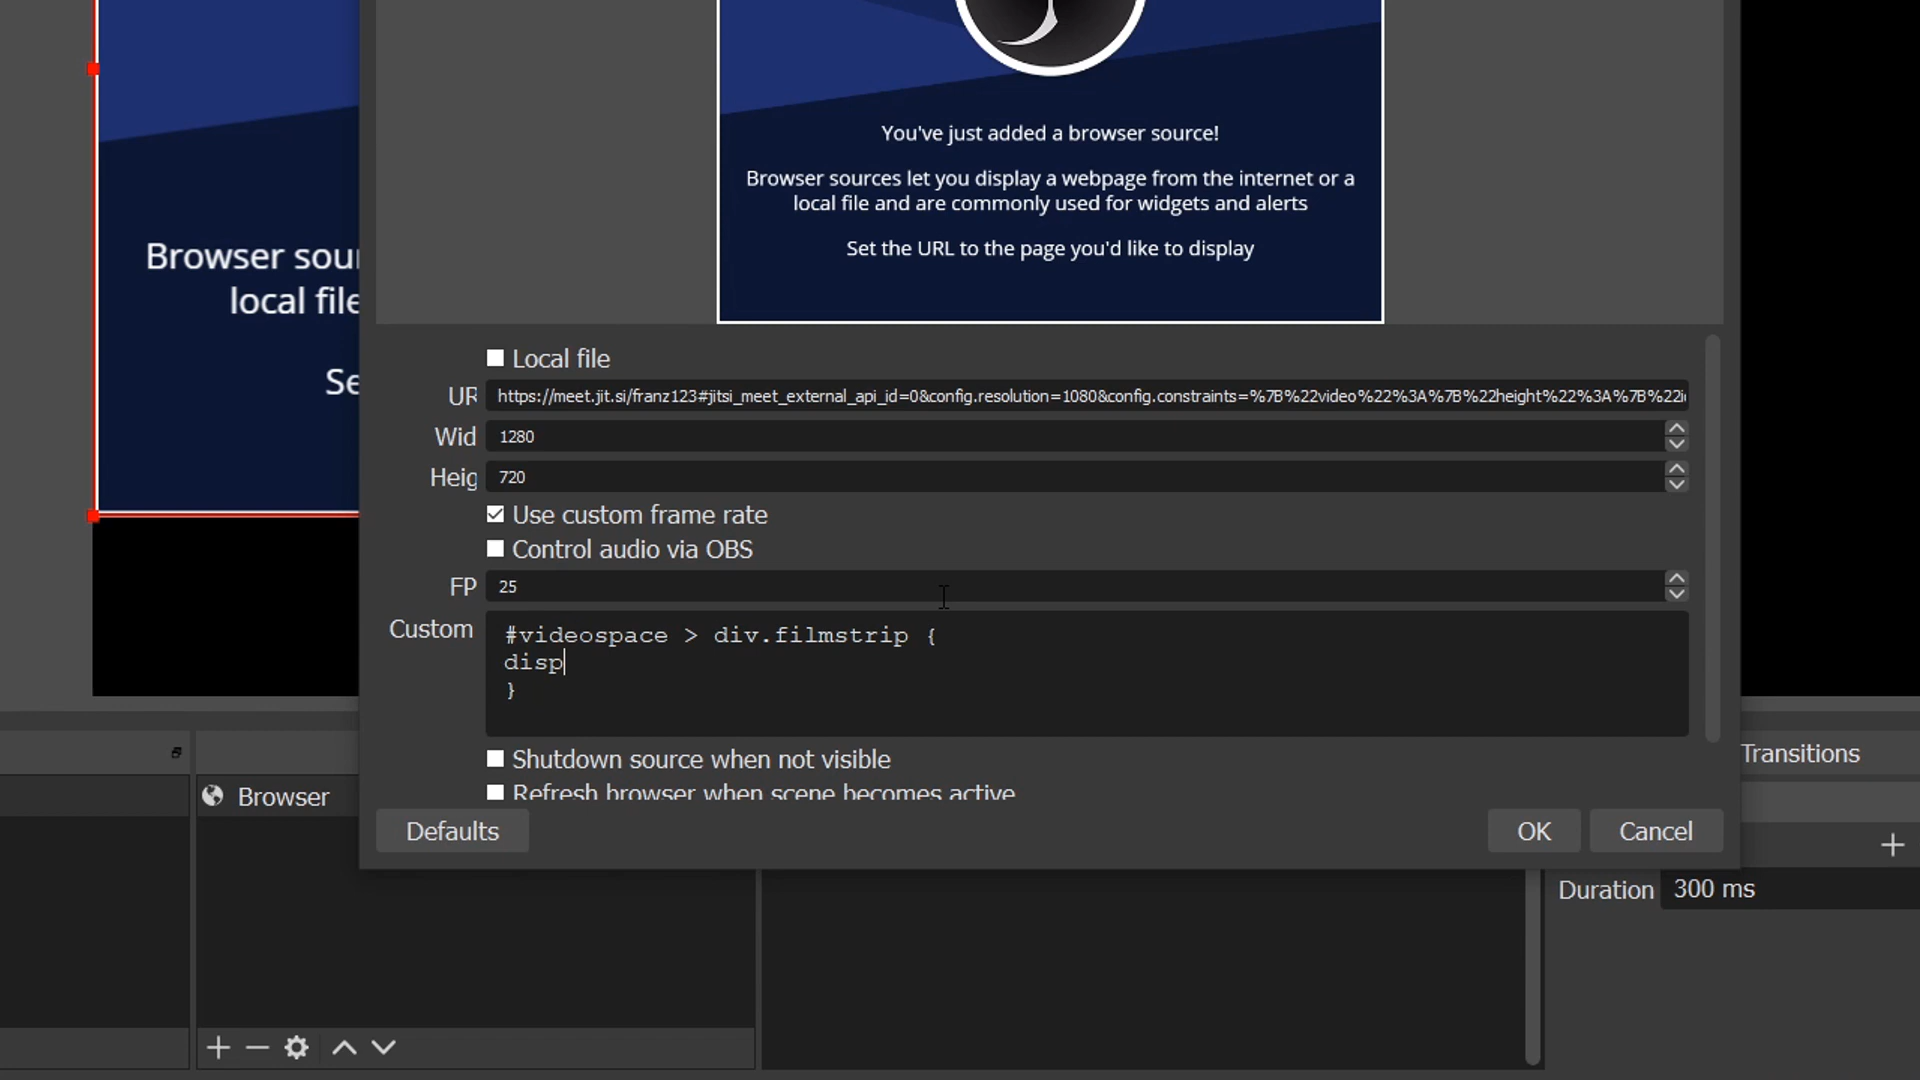 You've just added a browser source!
Browser sources let you display a webpage from the internet or a
local file and are commonly used for widgets and alerts
Set the URL to the page you'd like to display
Browser sou
local file
Se
Local file
UR
https://meet.jit.si/franz123#jitsi_meet_external_api_id=0&config.resolution=1080&config.constraints=%7B%22video%22%3A%7B%22height%22%3A%7B%22i
Wid
1280
Heig
720
Use custom frame rate
Control audio via OBS
FP
25
Custom
#videospace > div.filmstrip {
disp
}
Shutdown source when not visible
Refresh browser when scene becomes active
Defaults
OK
Cancel
Browser
Transitions
Duration
300 ms